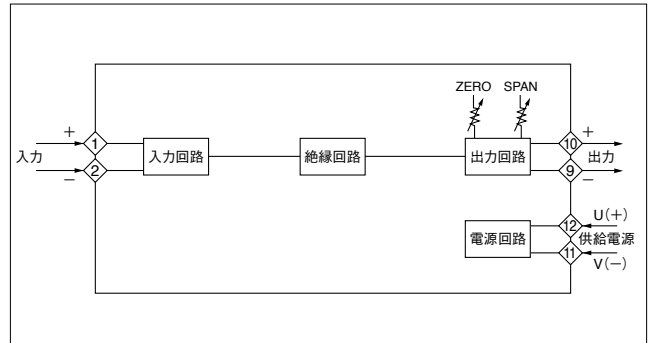 ZERO SPAN
+
1
入力
2
−
入力回路
絶縁回路
出力回路
10
+
出力
9
−
電源回路
12
U(+)
供給電源
11
V(−)